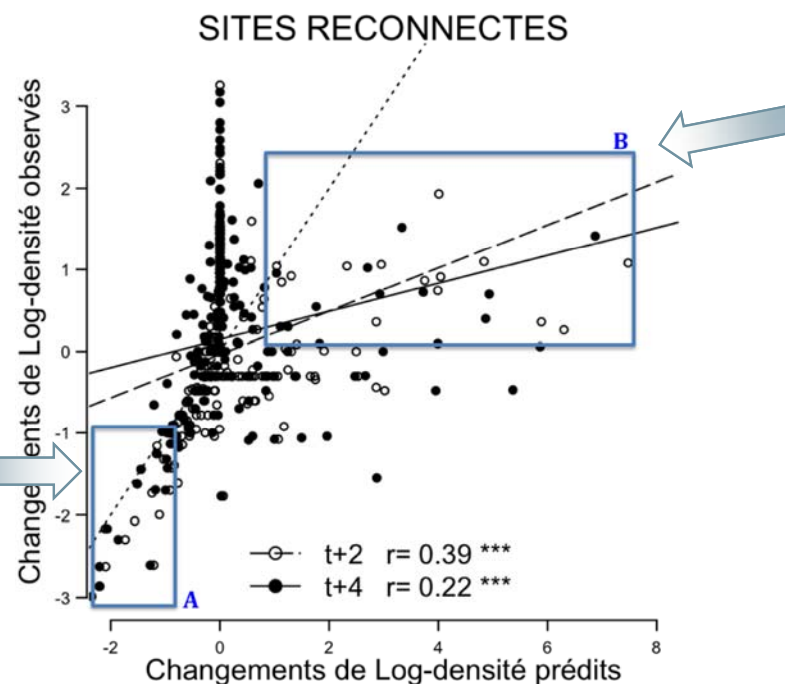 SITES RECONNECTES
Changements de Log-densité observés
3
2
1
0
-1
-2
-3
B
A
t+2 r= 0.39 ***
t+4 r= 0.22 ***
-2 0 2 4 6 8
Changements de Log-densité prédits